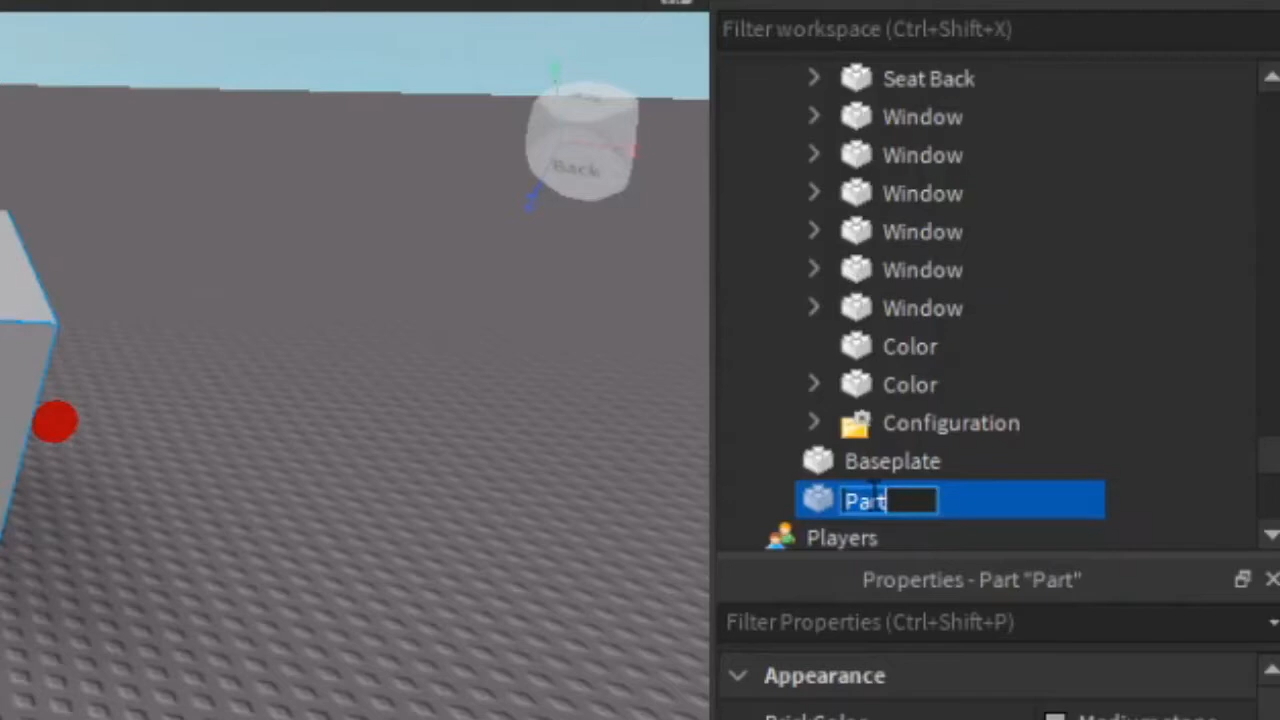 Filter workspace (Ctrl+Shift+X)
Seat Back
Window
Window
Window
Window
Window
Window
Color
Color
Configuration
Baseplate
Part
Players
Properties - Part "Part"
Filter Properties (Ctrl+Shift+P)
Appearance
Back